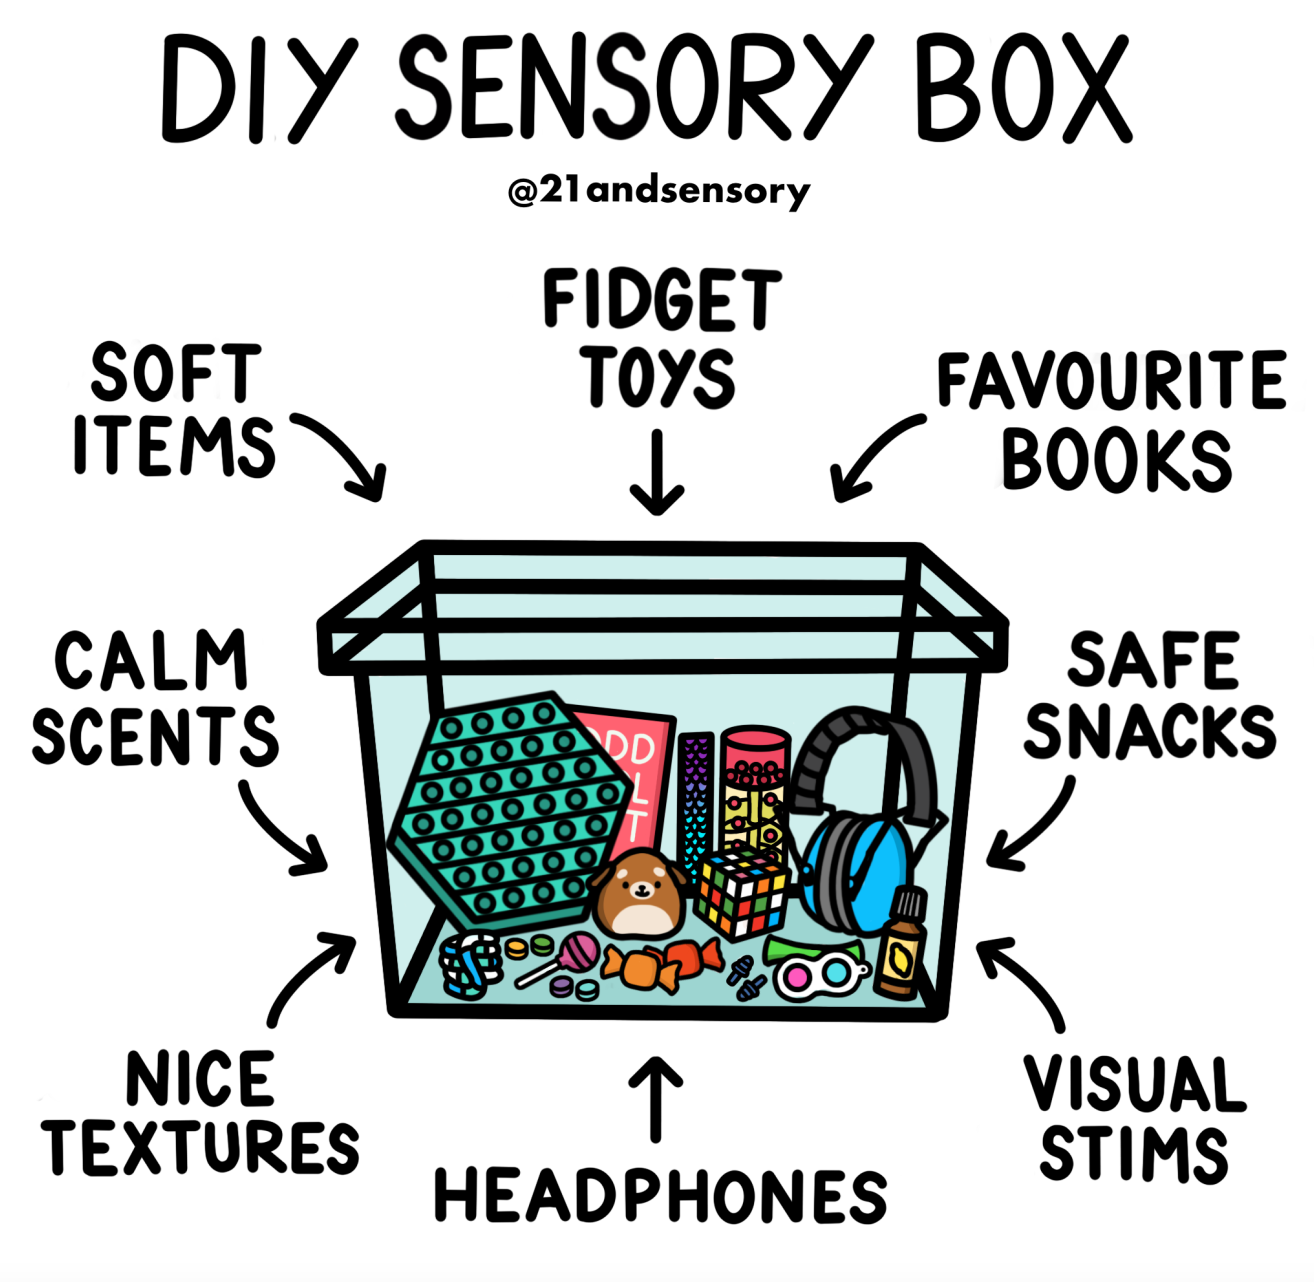 DIY SENSORY BOX
@21andsensory
FIDGET
TOYS
SOFT
ITEMS
FAVOURITE
BOOKS
CALM
SCENTS
SAFE
SNACKS
NICE
TEXTURES
VISUAL
STIMS
HEADPHONES